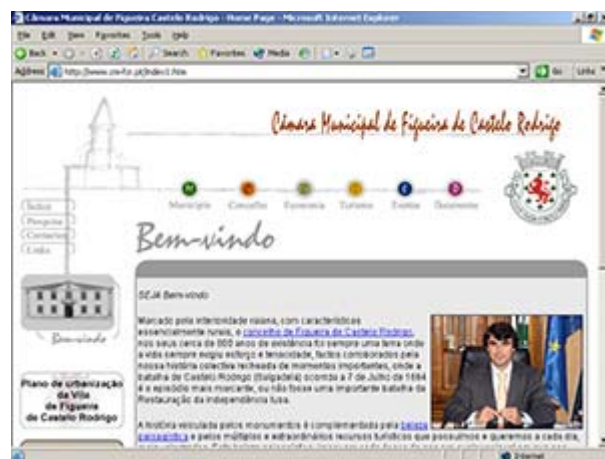 Câmara Municipal de Figueira Castelo Rodrigo - Home Page - Microsoft Internet Explorer
File Edit View Favorites Tools Help
Back Search Favorites Media
Address http://www.cm-fcr.pt/index1.htm Go Links
Câmara Municipal de Figueira de Castelo Rodrigo
Município Concelho Economia Turismo Eventos Documentos
Pesquisa
Contactos
Links
Bem-vindo
Bem-vindo
Plano de urbanização
da Vila
de Figueira
de Castelo Rodrigo
SEJA Bem-vindo
Marcado pela interioridade raiana, com características
essencialmente rurais, o concelho de Figueira de Castelo Rodrigo,
nos seus cerca de 800 anos de existência foi sempre uma terra onde
a vida sempre exigiu esforço e tenacidade, factos corroborados pela
nossa história colectiva recheada de momentos importantes, onde a
batalha de Castelo Rodrigo (Salgadela) ocorrida a 7 de Julho de 1664
é o episódio mais marcante, ou não fosse uma importante batalha da
Restauração da independência lusa.
A história veiculada pelos monumentos é complementada pela beleza
paisagística e pelos múltiplos e extraordinários recursos turísticos que possuímos e queremos a cada dia,
Internet